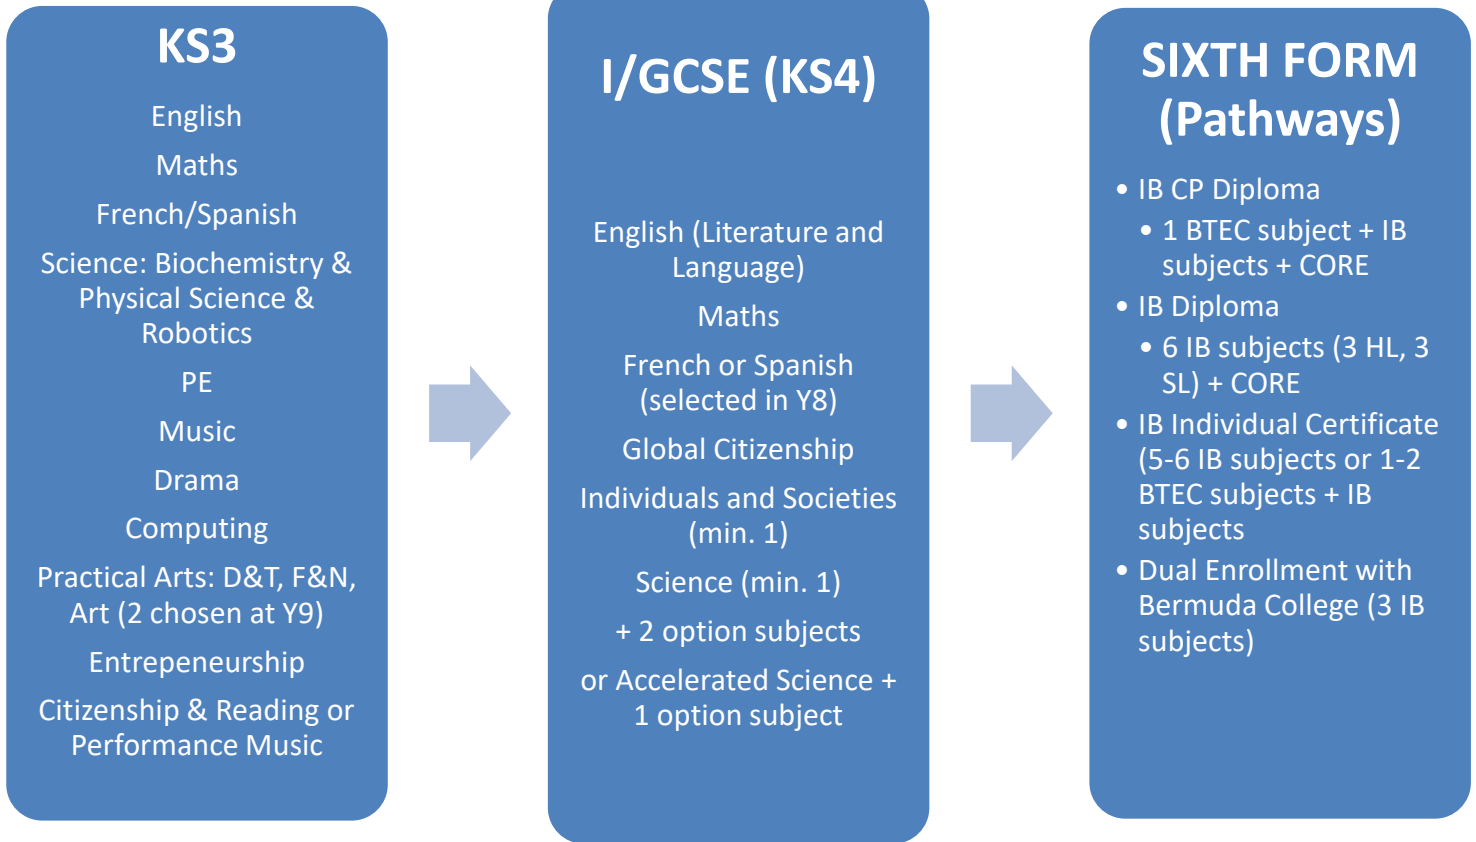 KS3
English
Maths
French/Spanish
Science: Biochemistry &
Physical Science &
Robotics
PE
Music
Drama
Computing
Practical Arts: D&T, F&N,
Art (2 chosen at Y9)
Entrepeneurship
Citizenship & Reading or
Performance Music
I/GCSE (KS4)
English (Literature and
Language)
Maths
French or Spanish
(selected in Y8)
Global Citizenship
Individuals and Societies
(min. 1)
Science (min. 1)
+ 2 option subjects
or Accelerated Science +
1 option subject
SIXTH FORM
(Pathways)
• IB CP Diploma
• 1 BTEC subject + IB
subjects + CORE
• IB Diploma
• 6 IB subjects (3 HL, 3
SL) + CORE
• IB Individual Certificate
(5-6 IB subjects or 1-2
BTEC subjects + IB
subjects
• Dual Enrollment with
Bermuda College (3 IB
subjects)